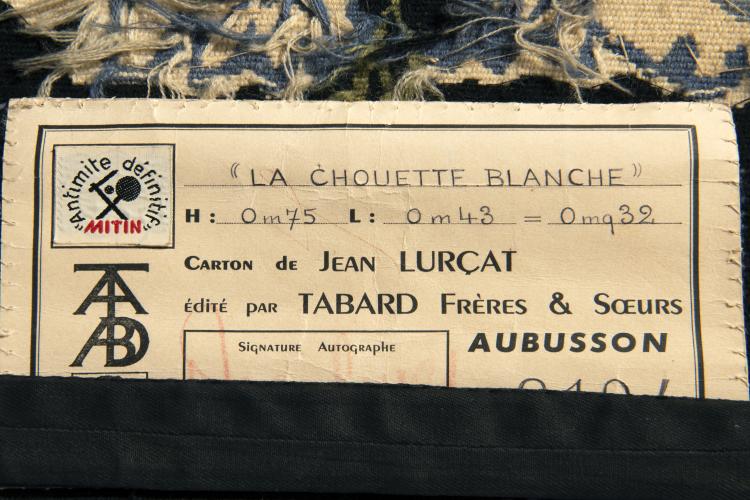 "Antimite définitif"
MITIN
"LA CHOUETTE BLANCHE"
H: 0m75 L: 0m43 = 0mq32
CARTON DE JEAN LURÇAT
ÉDITÉ PAR TABARD FRÈRES & SŒURS
AUBUSSON
TABARD
SIGNATURE AUTOGRAPHE